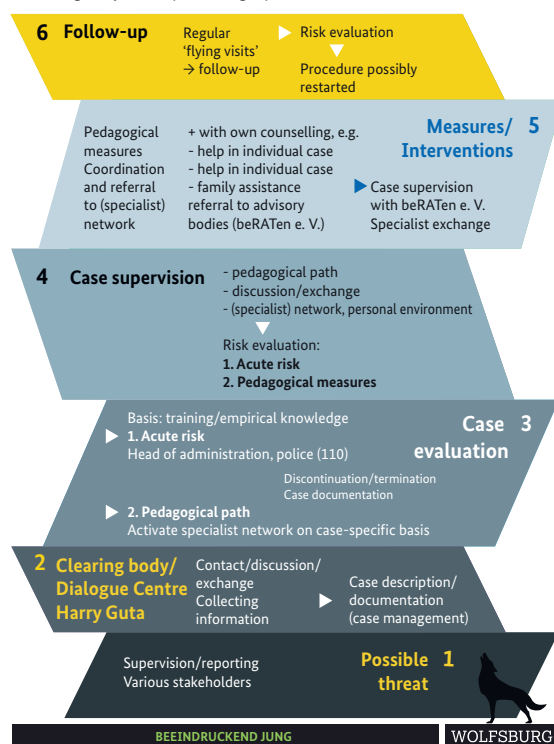 6 Follow-up
Regular
‘flying visits’
→ follow-up
Risk evaluation
Procedure possibly
restarted
Measures/ 5
Interventions
Pedagogical
measures
Coordination
and referral
to (specialist)
network
+ with own counselling, e.g.
- help in individual case
- help in individual case
- family assistance
referral to advisory
bodies (beRATen e. V.)
Case supervision
with beRATen e. V.
Specialist exchange
4 Case supervision
- pedagogical path
- discussion/exchange
- (specialist) network, personal environment
Risk evaluation:
1. Acute risk
2. Pedagogical measures
Case 3
evaluation
Basis: training/empirical knowledge
1. Acute risk
Head of administration, police (110)
Discontinuation/termination
Case documentation
2. Pedagogical path
Activate specialist network on case-specific basis
2 Clearing body/
Dialogue Centre
Harry Guta
Contact/discussion/
exchange
Collecting
information
Case description/
documentation
(case management)
Possible 1
threat
Supervision/reporting
Various stakeholders
BEEINDRUCKEND JUNG
WOLFSBURG